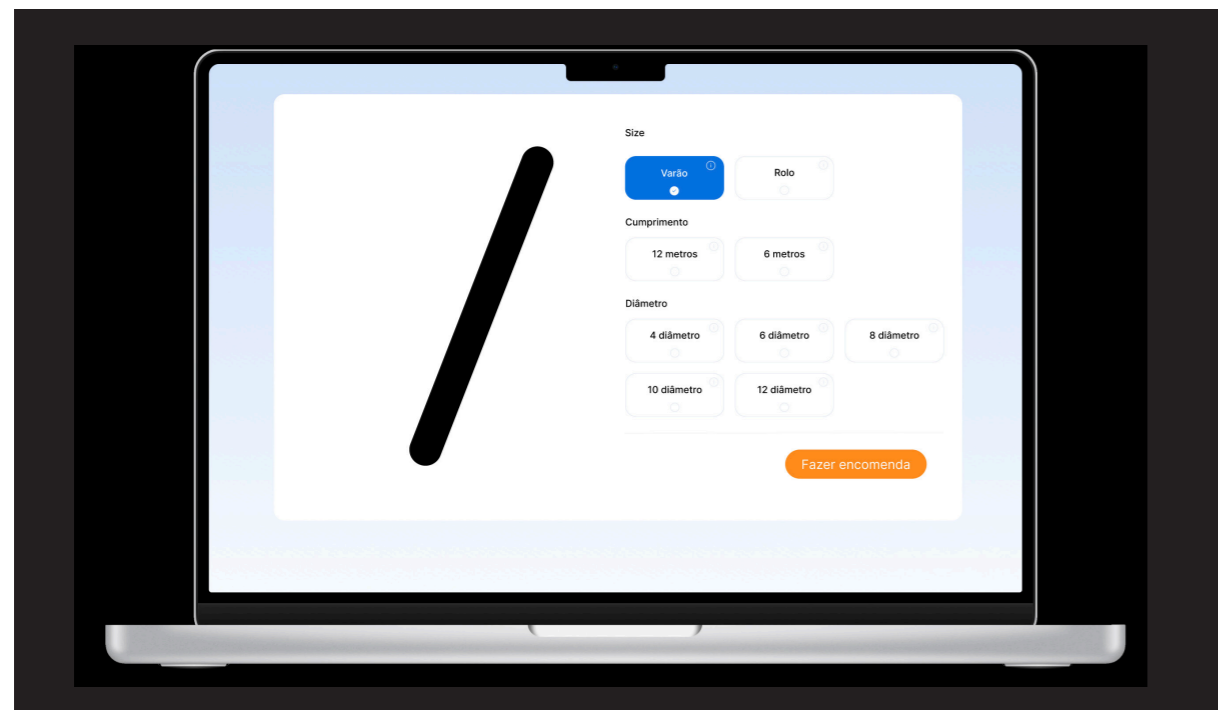 Size
Varão Rolo
Cumprimento
12 metros 6 metros
Diâmetro
4 diâmetro 6 diâmetro 8 diâmetro
10 diâmetro 12 diâmetro
Fazer encomenda